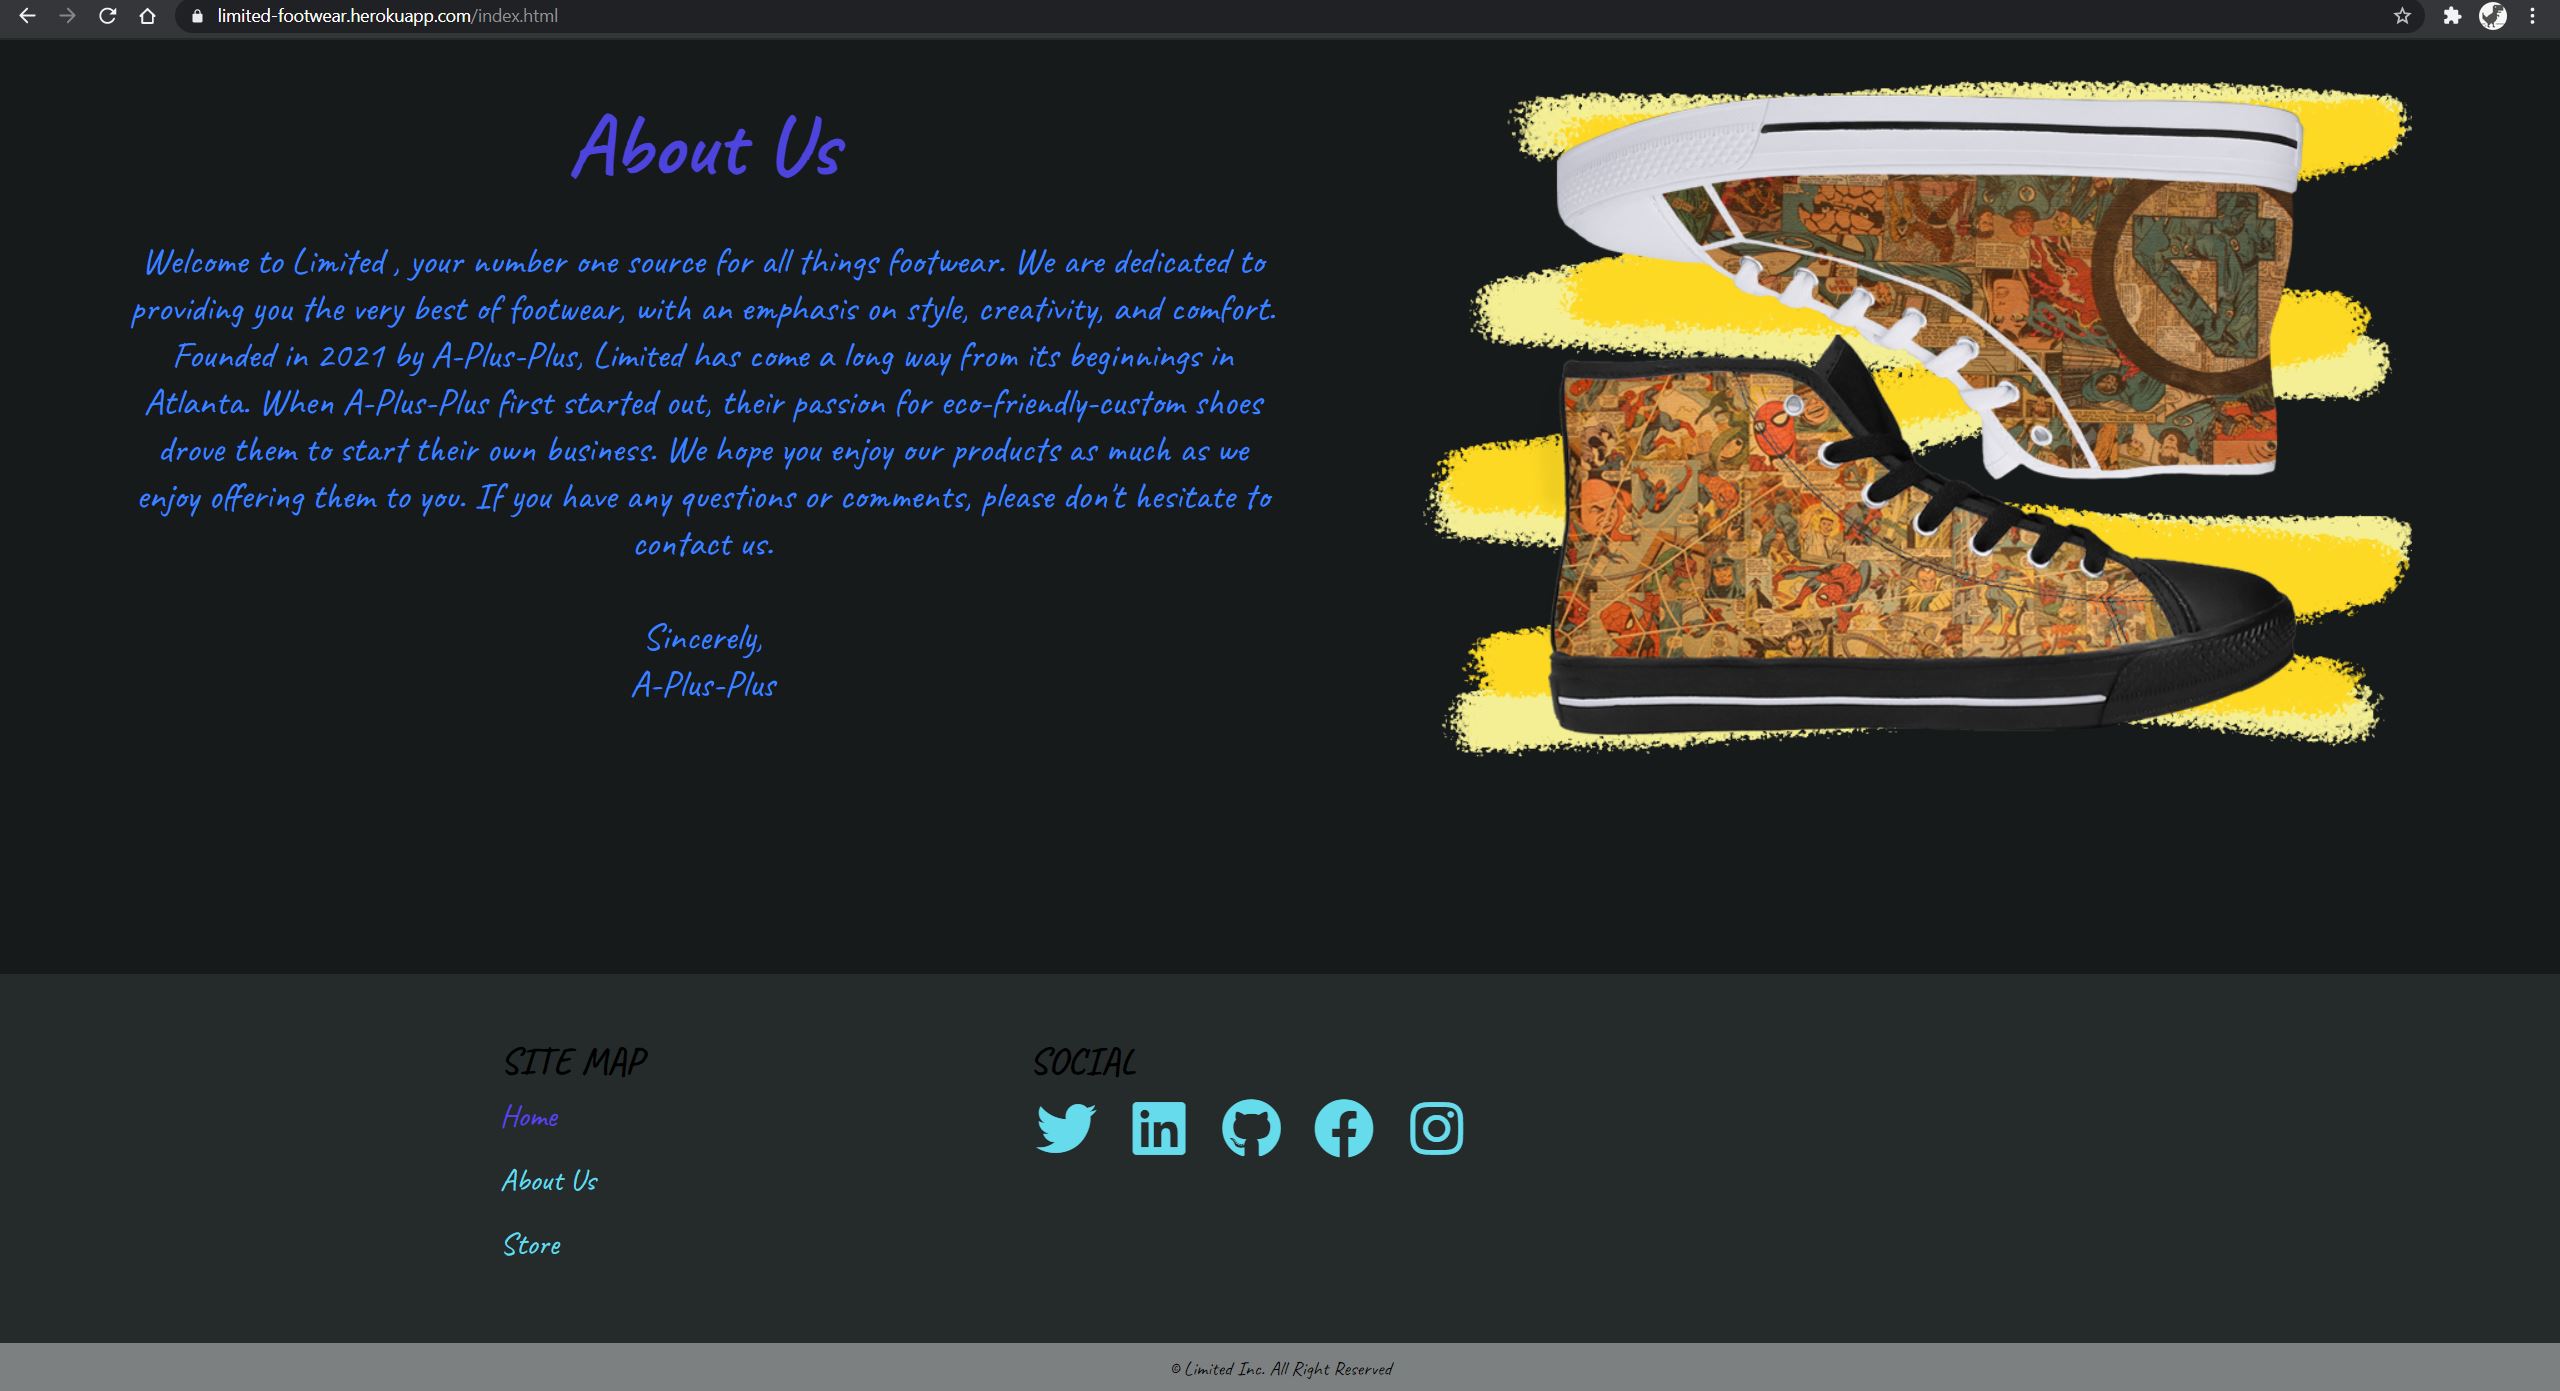 limited-footwear.herokuapp.com/index.html
About Us
Welcome to Limited , your number one source for all things footwear. We are dedicated to
providing you the very best of footwear, with an emphasis on style, creativity, and comfort.
Founded in 2021 by A-Plus-Plus, Limited has come a long way from its beginnings in
Atlanta. When A-Plus-Plus first started out, their passion for eco-friendly-custom shoes
drove them to start their own business. We hope you enjoy our products as much as we
enjoy offering them to you. If you have any questions or comments, please don't hesitate to
contact us.
Sincerely,
A-Plus-Plus
4
SITE MAP
Home
About Us
Store
SOCIAL
in
© Limited Inc. All Right Reserved